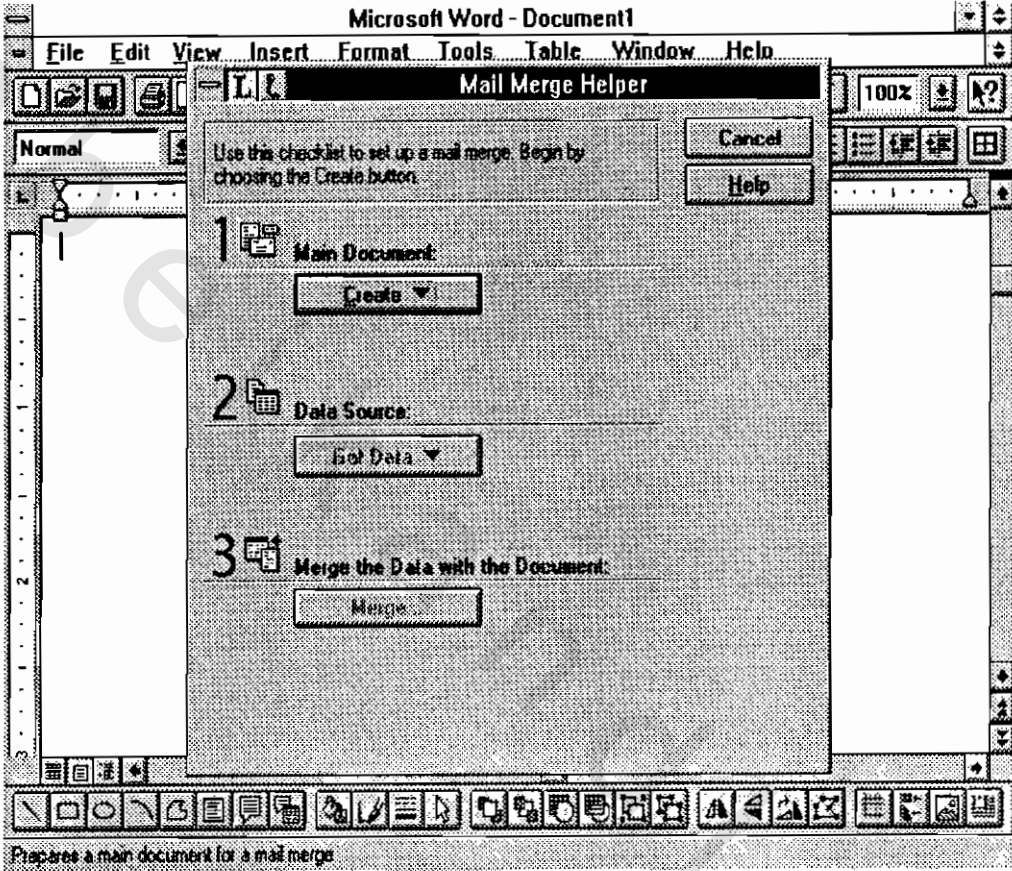 Microsoft Word - Document1
File Edit View Insert Format Tools Table Window Help
Mail Merge Helper
100%
Normal
Use this checklist to set up a mail merge. Begin by
choosing the Create button.
Cancel
Help
1 Main Document:
Create
2 Data Source:
Get Data
3 Merge the Data with the Document:
Merge...
Prepares a main document for a mail merge